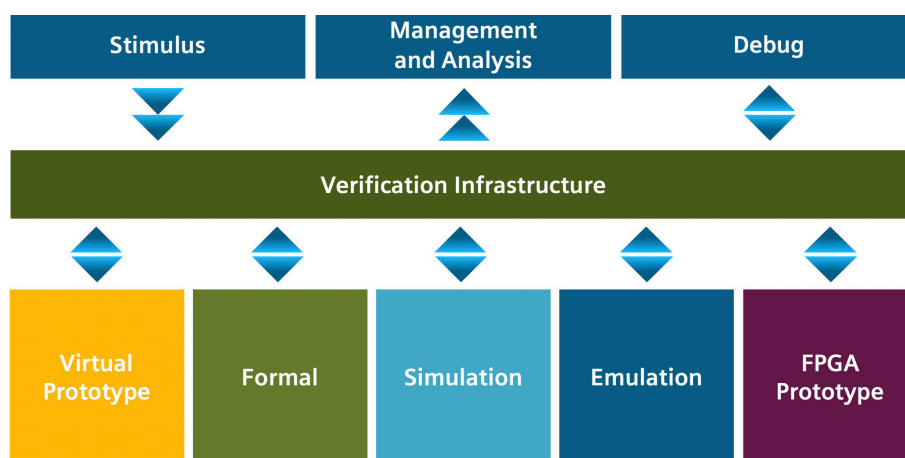 Stimulus
Management
and Analysis
Debug
Verification Infrastructure
Virtual
Prototype
Formal
Simulation
Emulation
FPGA
Prototype